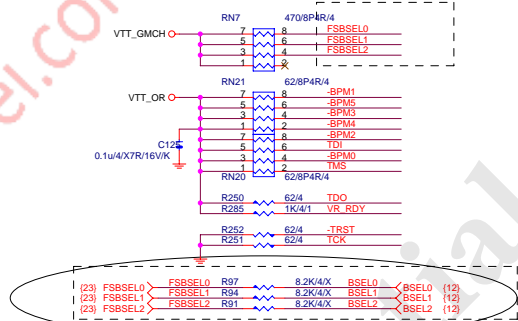 RN7 470/8P4R/4
VTT_GMCH 7 8 FSBSEL0
5 6 FSBSEL1
3 4 FSBSEL2
1 2
RN21 62/8P4R/4
VTT_OR 7 8 -BPM1
5 6 -BPM5
3 4 -BPM3
1 2 -BPM4
C125 7 8 -BPM2
0.1u/4/X7R/16V/K 5 6 TDI
3 4 -BPM0
1 2 TMS
RN20 62/8P4R/4
R250 62/4 TDO
R285 1K/4/1 VR_RDY
R252 62/4 -TRST
R251 62/4 TCK
{23} FSBSEL0 FSBSEL0 R97 8.2K/4/X BSEL0 BSEL0 {12}
{23} FSBSEL1 FSBSEL1 R94 8.2K/4/X BSEL1 BSEL1 {12}
{23} FSBSEL2 FSBSEL2 R91 8.2K/4/X BSEL2 BSEL2 {12}
el.com
ial